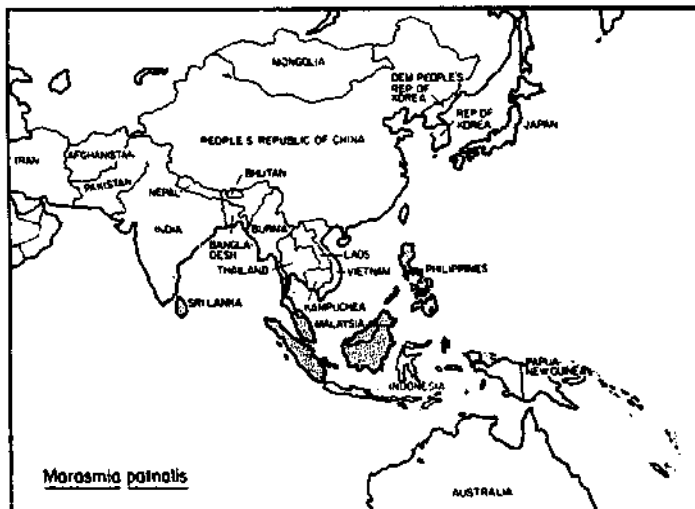 MONGOLIA
DEM PEOPLE'S
REP OF
KOREA
REP OF
KOREA
JAPAN
PEOPLE'S REPUBLIC OF CHINA
IRAN
AFGHANISTAN
PAKISTAN
NEPAL
BHUTAN
INDIA
BURMA
BANGLA-
DESH
LAOS
THAILAND
VIETNAM
PHILIPPINES
KAMPUCHEA
SRI LANKA
MALAYSIA
INDONESIA
PAPUA
NEW GUINEA
AUSTRALIA
Marasmia patnalis